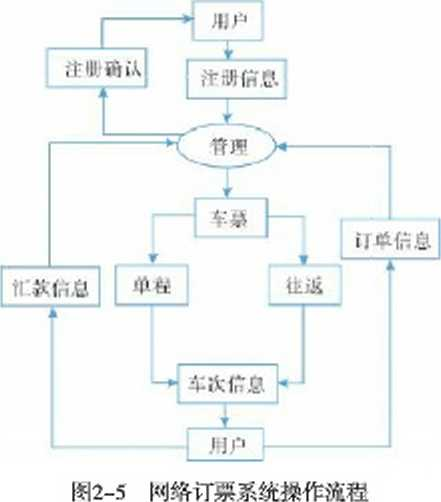 用户
注册确认
注册信息
管理
车票
订单信息
汇款信息
单程
往返
车次信息
用户
图2-5 网络订票系统操作流程